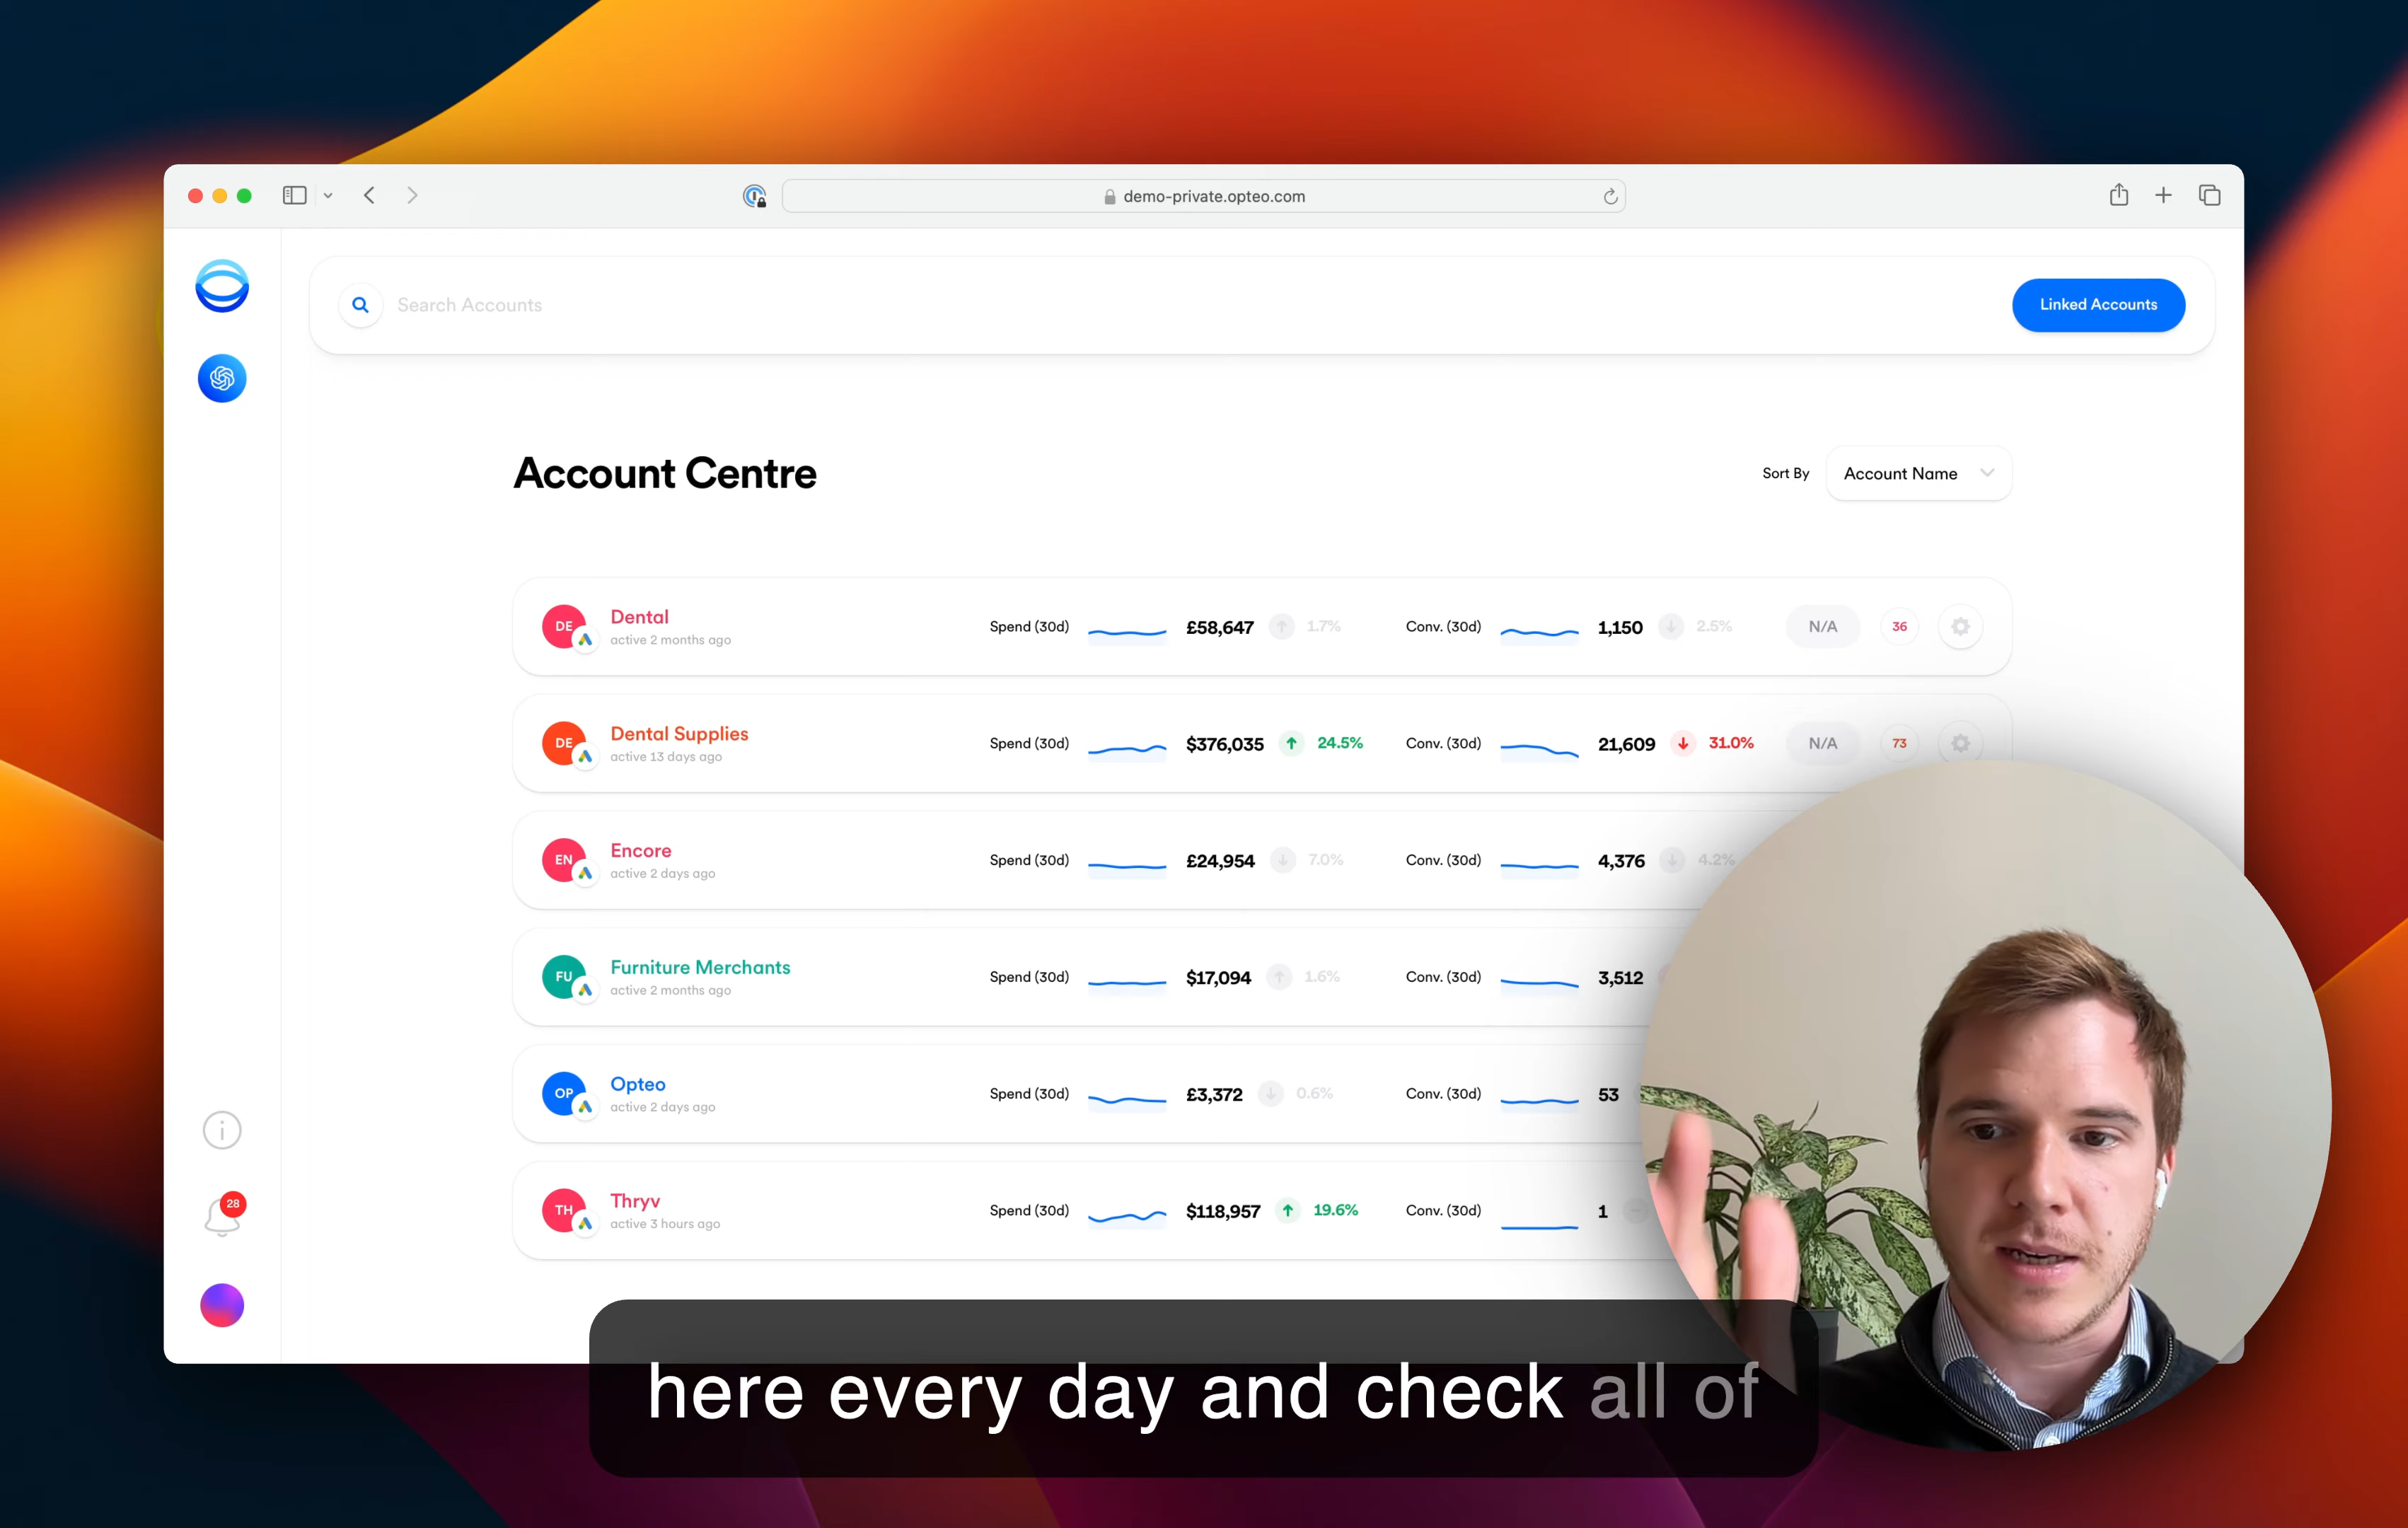 demo-private.opteo.com
Search Accounts
Linked Accounts
Account Centre
Sort By
Account Name
DE
Dental
active 2 months ago
Spend (30d)
£58,647
1.7%
Conv. (30d)
1,150
2.5%
N/A
36
DE
Dental Supplies
active 13 days ago
Spend (30d)
$376,035
24.5%
Conv. (30d)
21,609
31.0%
N/A
73
EN
Encore
active 2 days ago
Spend (30d)
£24,954
7.0%
Conv. (30d)
4,376
4.2%
FU
Furniture Merchants
active 2 months ago
Spend (30d)
$17,094
1.6%
Conv. (30d)
3,512
OP
Opteo
active 2 days ago
Spend (30d)
£3,372
0.6%
Conv. (30d)
53
TH
Thryv
active 3 hours ago
Spend (30d)
$118,957
19.6%
Conv. (30d)
1
28
here every day and check all of